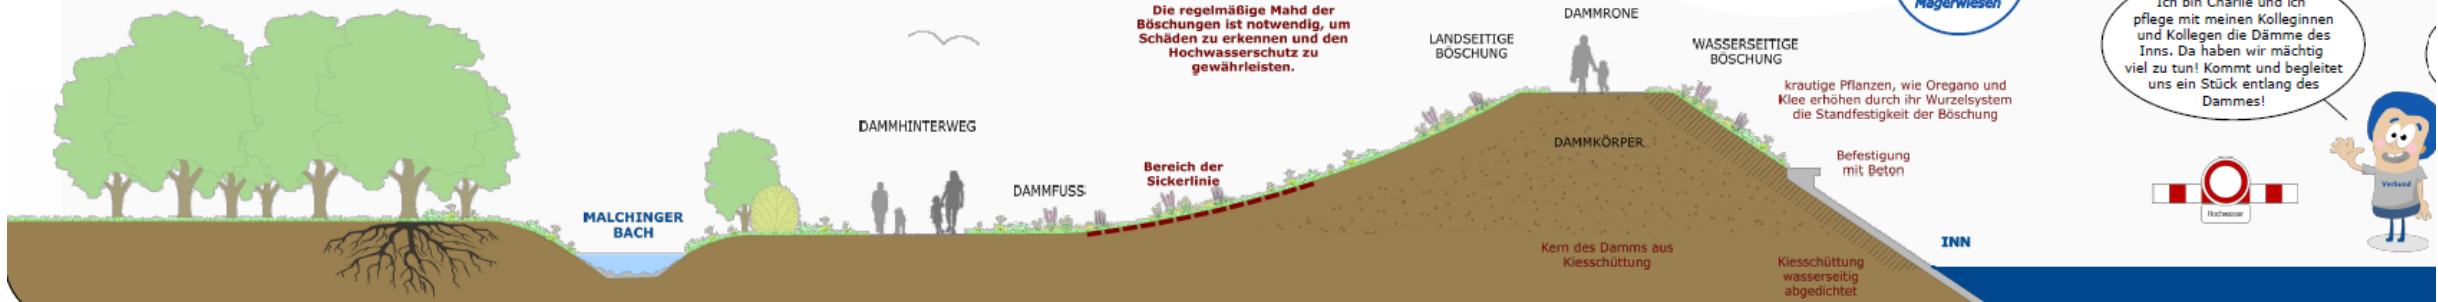 Die regelmäßige Mahd der
Böschungen ist notwendig, um
Schäden zu erkennen und den
Hochwasserschutz zu
gewährleisten.
DAMMRONE
LANDSEITIGE
BÖSCHUNG
WASSERSEITIGE
BÖSCHUNG
Magerwiesen
Ich bin Charlie und ich
pflege mit meinen Kolleginnen
und Kollegen die Dämme des
Inns. Da haben wir mächtig
viel zu tun! Kommt und begleitet
uns ein Stück entlang des
Dammes!
krautige Pflanzen, wie Oregano und
Klee erhöhen durch ihr Wurzelsystem
die Standfestigkeit der Böschung
DAMMHINTERWEG
DAMMKÖRPER
Befestigung
mit Beton
Bereich der
Sickerlinie
DAMMFUSS
MALCHINGER
BACH
Verbund
Hochwasser
INN
Kern des Damms aus
Kiesschüttung
Kiesschüttung
wasserseitig
abgedichtet